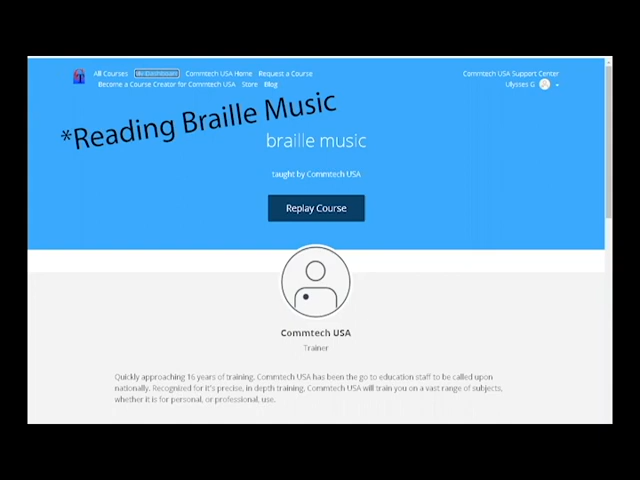 All Courses My Dashboard Commtech USA Home Request a Course Commtech USA Support Center
Become a Course Creator for Commtech USA Store Blog Ulysses G
*Reading Braille Music
braille music
taught by Commtech USA
Replay Course
Commtech USA
Trainer
Quickly approaching 16 years of training. Commtech USA has been the go to education staff to be called upon
nationally. Recognized for it's precise, in depth training, Commtech USA will train you on a vast range of subjects,
whether it is for personal, or professional, use.